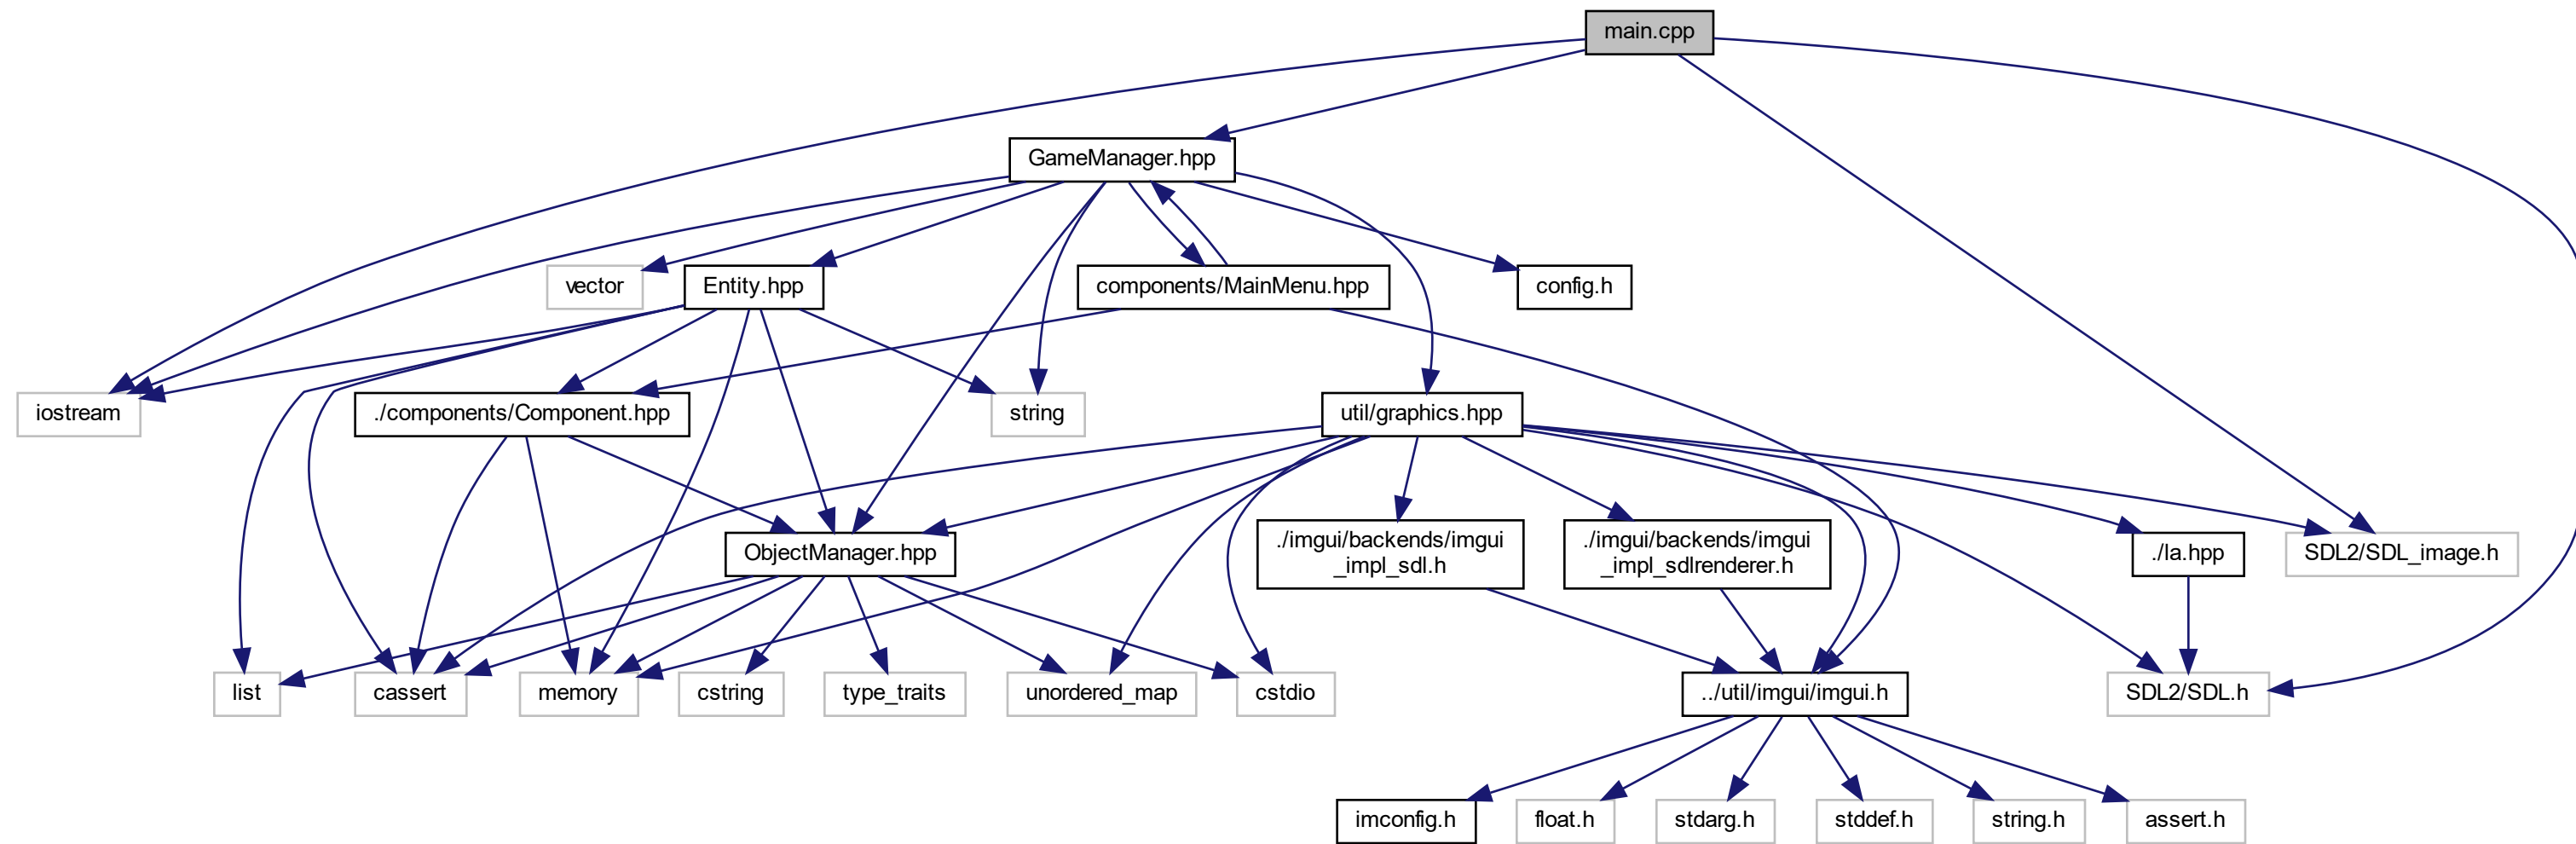 main.cpp
GameManager.hpp
vector
Entity.hpp
components/MainMenu.hpp
config.h
iostream
./components/Component.hpp
string
util/graphics.hpp
ObjectManager.hpp
./imgui/backends/imgui
_impl_sdl.h
./imgui/backends/imgui
_impl_sdlrenderer.h
./la.hpp
SDL2/SDL_image.h
list
cassert
memory
cstring
type_traits
unordered_map
cstdio
../util/imgui/imgui.h
SDL2/SDL.h
imconfig.h
float.h
stdarg.h
stddef.h
string.h
assert.h